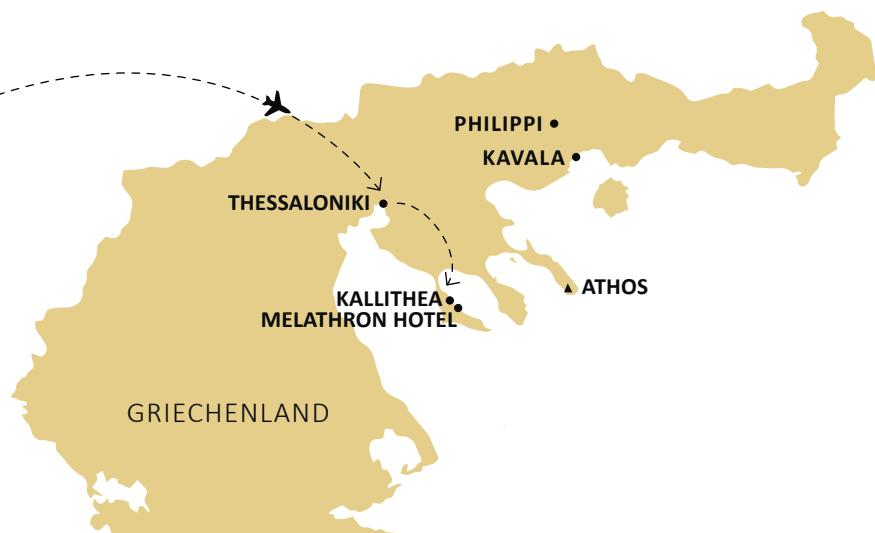 PHILIPPI
KAVALA
THESSALONIKI
ATHOS
KALLITHEA
MELATHRON HOTEL
GRIECHENLAND